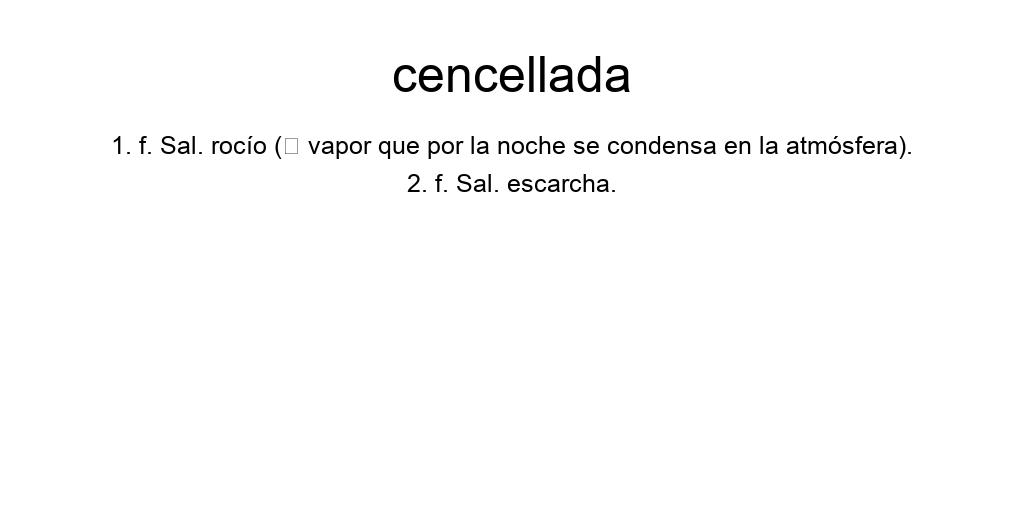 cencellada
1. f. Sal. rocío (□ vapor que por la noche se condensa en la atmósfera).
2. f. Sal. escarcha.